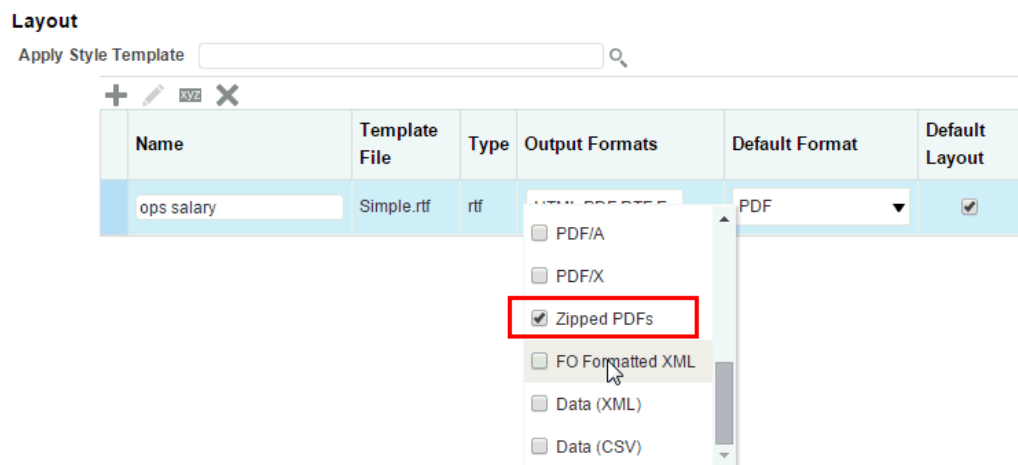 Layout
Apply Style Template
xyz
Name Template File Type Output Formats Default Format Default Layout
ops salary Simple.rtf rtf PDF
PDF/A
PDF/X
Zipped PDFs
FO Formatted XML
Data (XML)
Data (CSV)